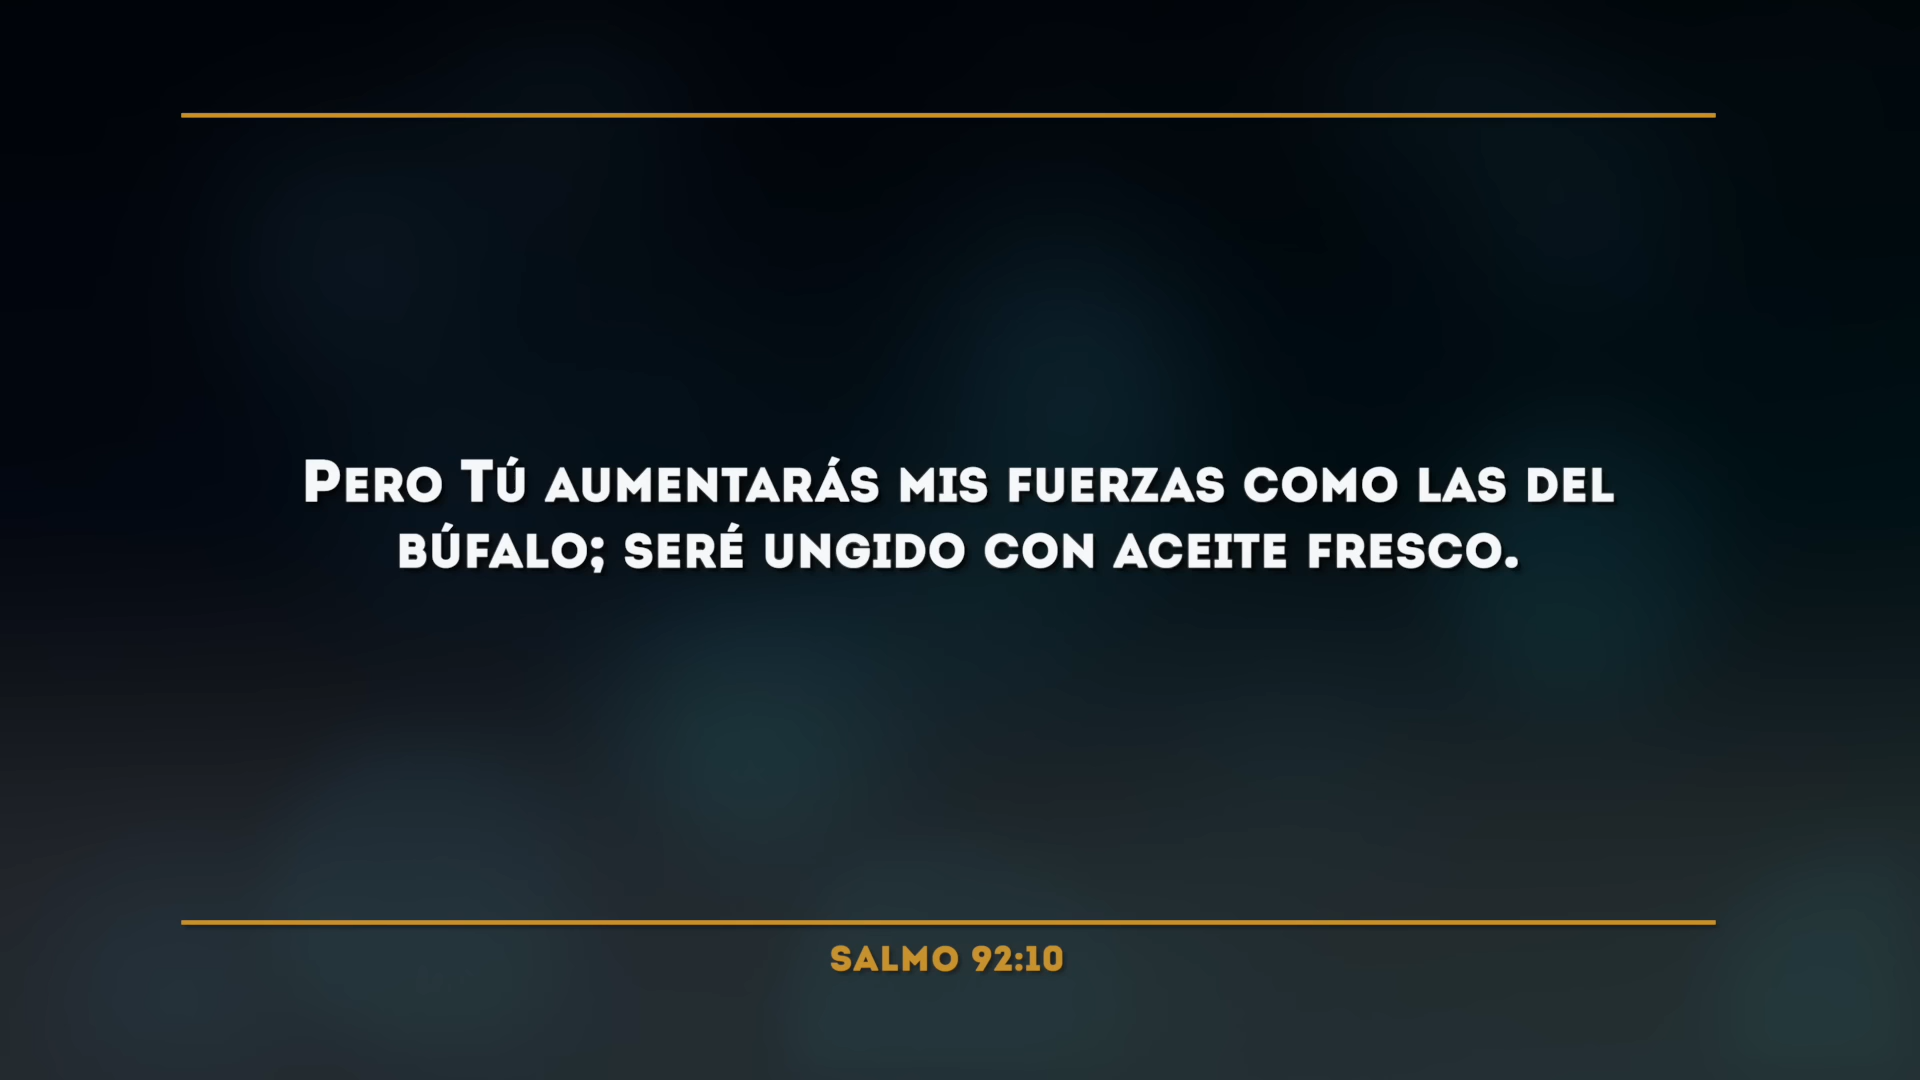 Pero Tú aumentarás mis fuerzas como las del
búfalo; seré ungido con aceite fresco.
SALMO 92:10